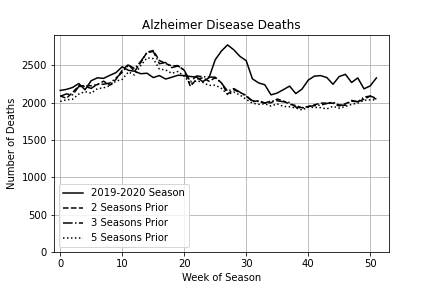 Alzheimer Disease Deaths
Number of Deaths
2500
2000
1500
1000
500
0
2019-2020 Season
2 Seasons Prior
3 Seasons Prior
5 Seasons Prior
0 10 20 30 40 50
Week of Season